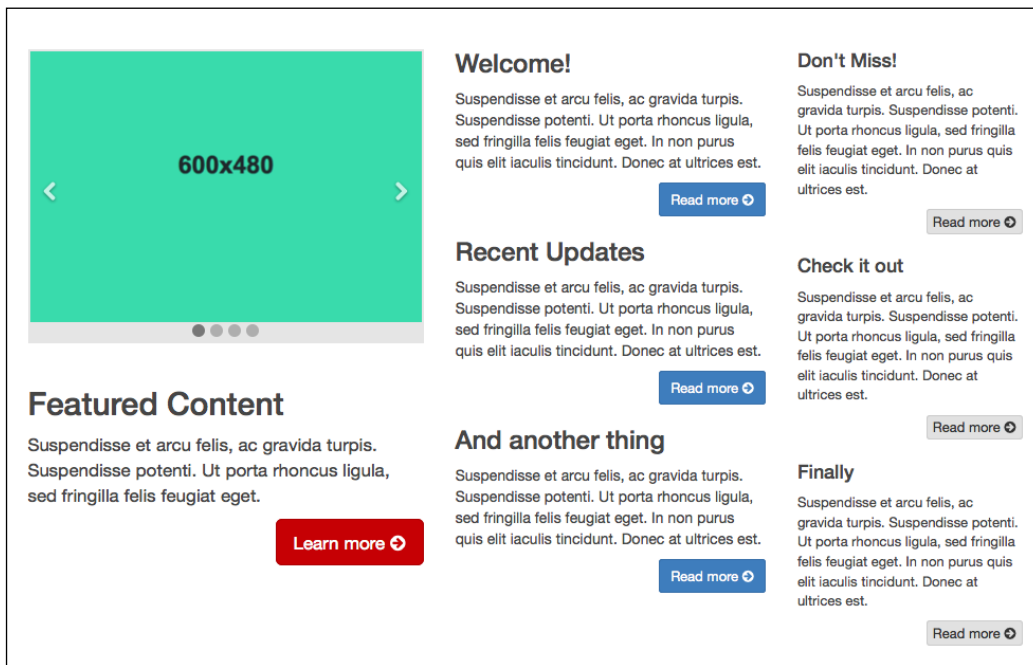 600x480
Featured Content
Suspendisse et arcu felis, ac gravida turpis.
Suspendisse potenti. Ut porta rhoncus ligula,
sed fringilla felis feugiat eget.
Learn more
Welcome!
Suspendisse et arcu felis, ac gravida turpis.
Suspendisse potenti. Ut porta rhoncus ligula,
sed fringilla felis feugiat eget. In non purus
quis elit iaculis tincidunt. Donec at ultrices est.
Read more
Recent Updates
Suspendisse et arcu felis, ac gravida turpis.
Suspendisse potenti. Ut porta rhoncus ligula,
sed fringilla felis feugiat eget. In non purus
quis elit iaculis tincidunt. Donec at ultrices est.
Read more
And another thing
Suspendisse et arcu felis, ac gravida turpis.
Suspendisse potenti. Ut porta rhoncus ligula,
sed fringilla felis feugiat eget. In non purus
quis elit iaculis tincidunt. Donec at ultrices est.
Read more
Don't Miss!
Suspendisse et arcu felis, ac
gravida turpis. Suspendisse potenti.
Ut porta rhoncus ligula, sed fringilla
felis feugiat eget. In non purus quis
elit iaculis tincidunt. Donec at
ultrices est.
Read more
Check it out
Suspendisse et arcu felis, ac
gravida turpis. Suspendisse potenti.
Ut porta rhoncus ligula, sed fringilla
felis feugiat eget. In non purus quis
elit iaculis tincidunt. Donec at
ultrices est.
Read more
Finally
Suspendisse et arcu felis, ac
gravida turpis. Suspendisse potenti.
Ut porta rhoncus ligula, sed fringilla
felis feugiat eget. In non purus quis
elit iaculis tincidunt. Donec at
ultrices est.
Read more